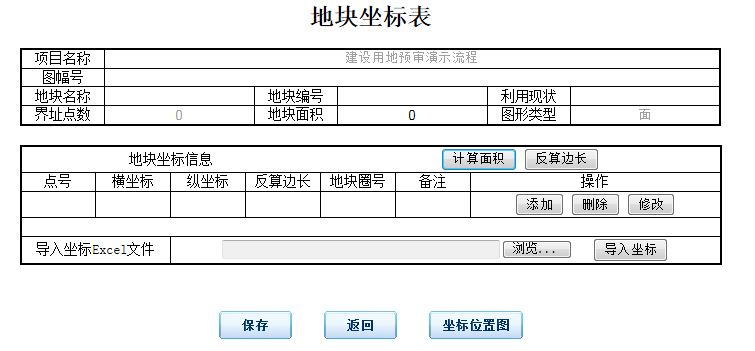 地块坐标表
项目名称 建设用地预审演示流程
图幅号
地块名称 地块编号 利用现状
界址点数 0 地块面积 0 图形类型 面
地块坐标信息 计算面积 反算边长
点号 横坐标 纵坐标 反算边长 地块圈号 备注 操作
添加 删除 修改
导入坐标Excel文件 浏览... 导入坐标
保存 返回 坐标位置图